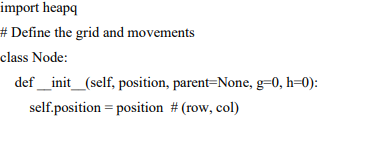 import heapq
# Define the grid and movements
class Node:
def __init__(self, position, parent=None, g=0, h=0):
self.position = position # (row, col)